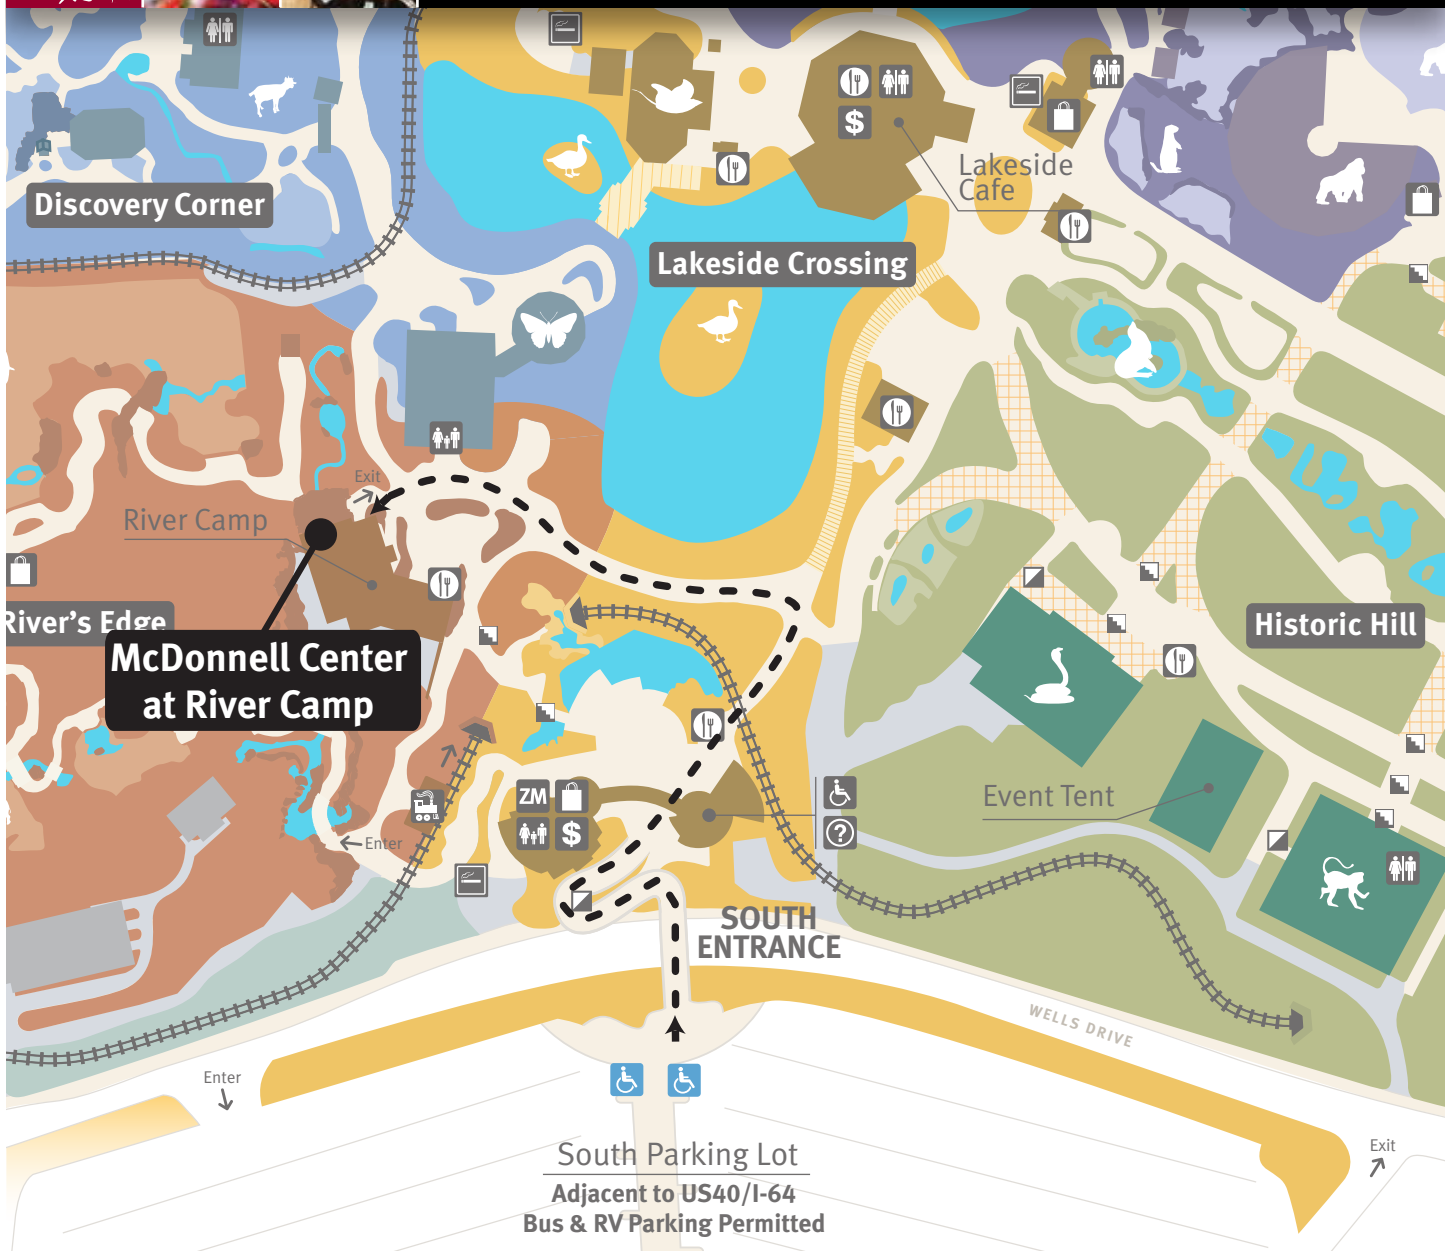 Discovery Corner
Lakeside
Cafe
Lakeside Crossing
Exit
River Camp
River's Edge
McDonnell Center
at River Camp
Historic Hill
ZM
$
$
?
Event Tent
Enter
SOUTH
ENTRANCE
WELLS DRIVE
Enter
Exit
South Parking Lot
Adjacent to US40/I-64
Bus & RV Parking Permitted